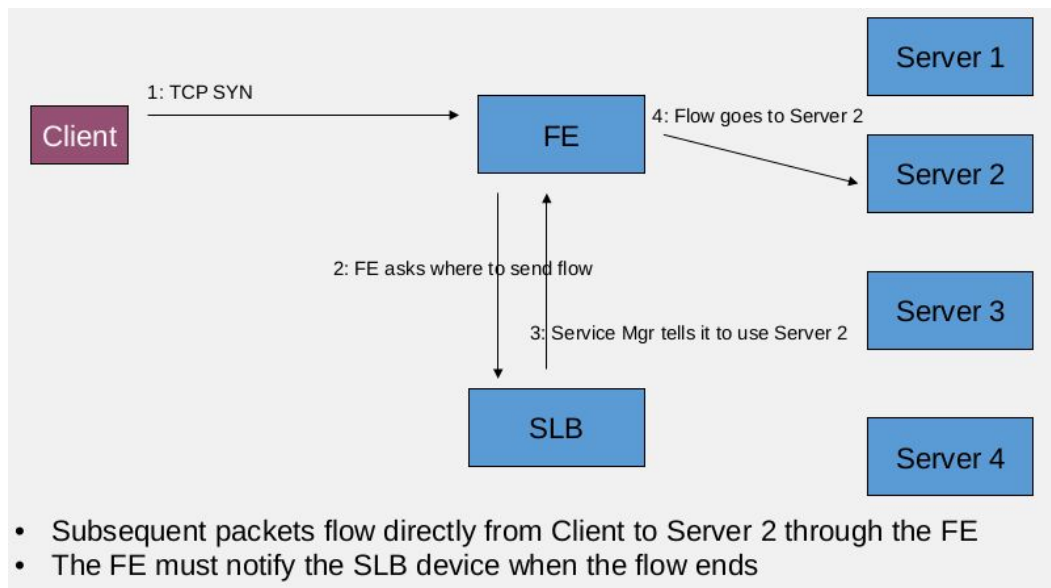 Server 1
1: TCP SYN
Client
FE
4: Flow goes to Server 2
Server 2
2: FE asks where to send flow
Server 3
3: Service Mgr tells it to use Server 2
SLB
Server 4
• Subsequent packets flow directly from Client to Server 2 through the FE
• The FE must notify the SLB device when the flow ends